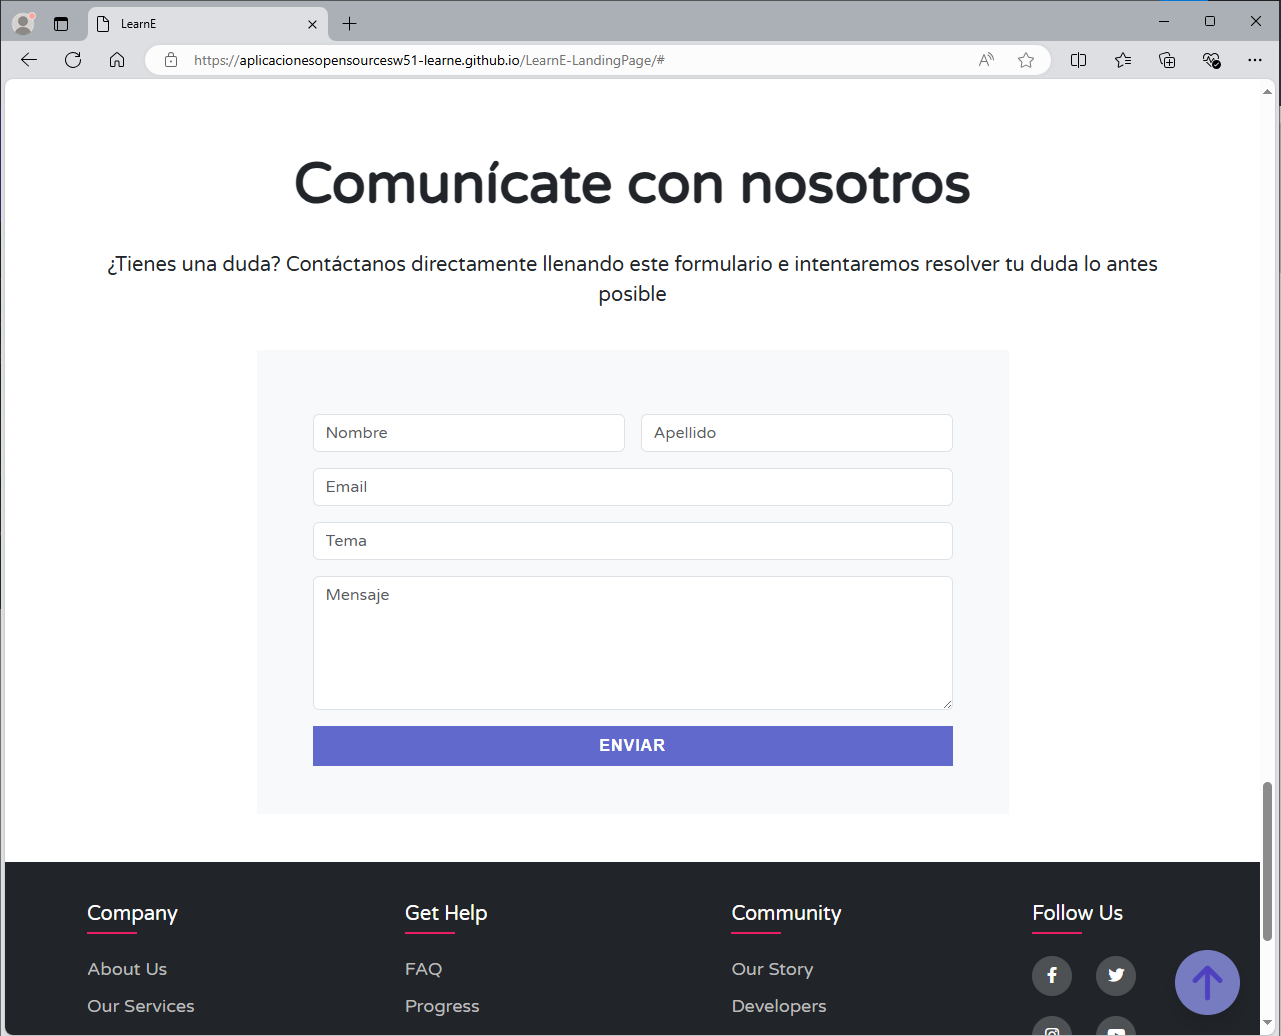 LearnE
https://aplicacionesopensourcesw51-learne.github.io/LearnE-LandingPage/#
Comunícate con nosotros
¿Tienes una duda? Contáctanos directamente llenando este formulario e intentaremos resolver tu duda lo antes
posible
Nombre
Apellido
Email
Tema
Mensaje
ENVIAR
Company
Get Help
Community
Follow Us
About Us
FAQ
Our Story
Our Services
Progress
Developers